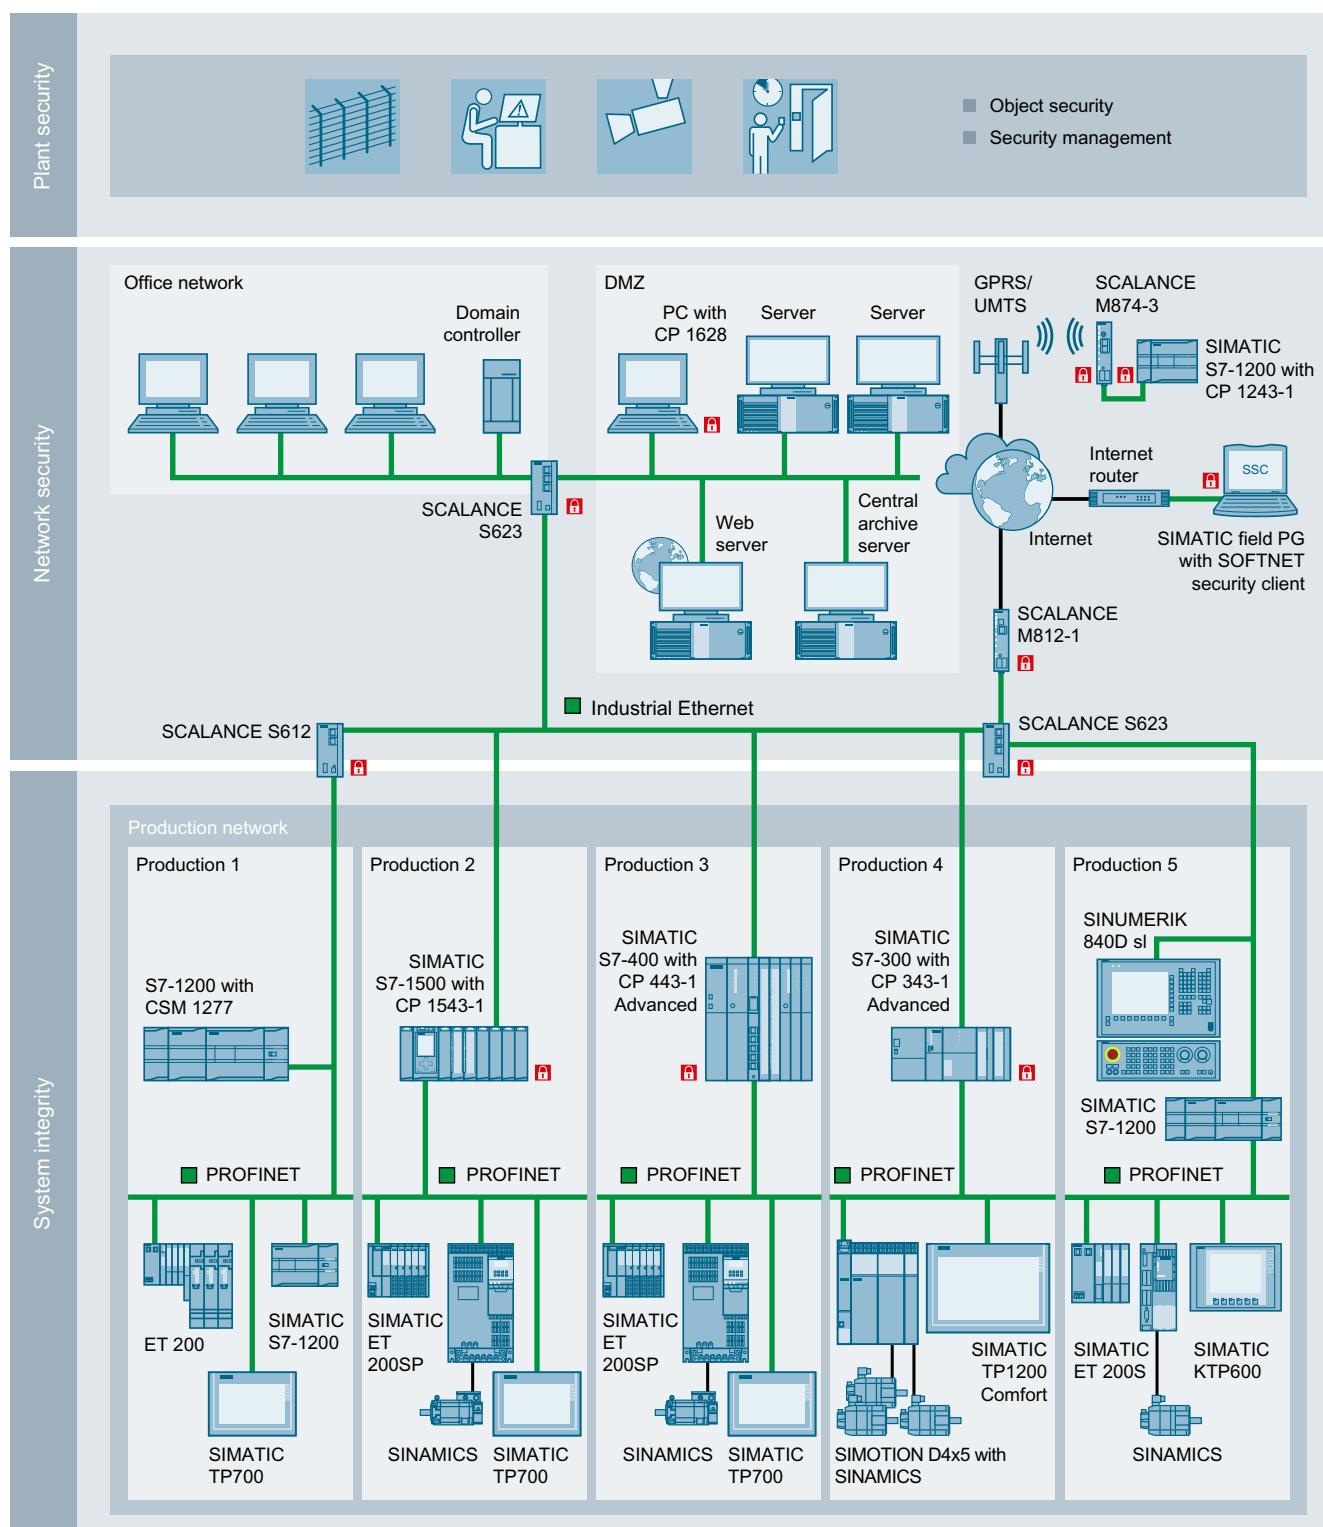 Plant security
Object security
Security management
Network security
Office network
Domain
controller
SCALANCE
S623
DMZ
PC with
CP 1628
Server
Server
Web
server
Central
archive
server
GPRS/
UMTS
SCALANCE
M874-3
SIMATIC
S7-1200 with
CP 1243-1
Internet
router
SSC
Internet
SIMATIC field PG
with SOFTNET
security client
SCALANCE
M812-1
Industrial Ethernet
SCALANCE S612
SCALANCE S623
System integrity
Production network
Production 1
S7-1200 with
CSM 1277
PROFINET
ET 200
SIMATIC
S7-1200
SIMATIC
TP700
Production 2
SIMATIC
S7-1500 with
CP 1543-1
PROFINET
SIMATIC
ET
200SP
SINAMICS
SIMATIC
TP700
Production 3
SIMATIC
S7-400 with
CP 443-1
Advanced
PROFINET
SIMATIC
ET
200SP
SINAMICS
SIMATIC
TP700
Production 4
SIMATIC
S7-300 with
CP 343-1
Advanced
PROFINET
SIMATIC
TP1200
Comfort
SIMOTION D4x5 with
SINAMICS
Production 5
SINUMERIK
840D sl
SIMATIC
S7-1200
PROFINET
SIMATIC
ET 200S
SIMATIC
KTP600
SINAMICS